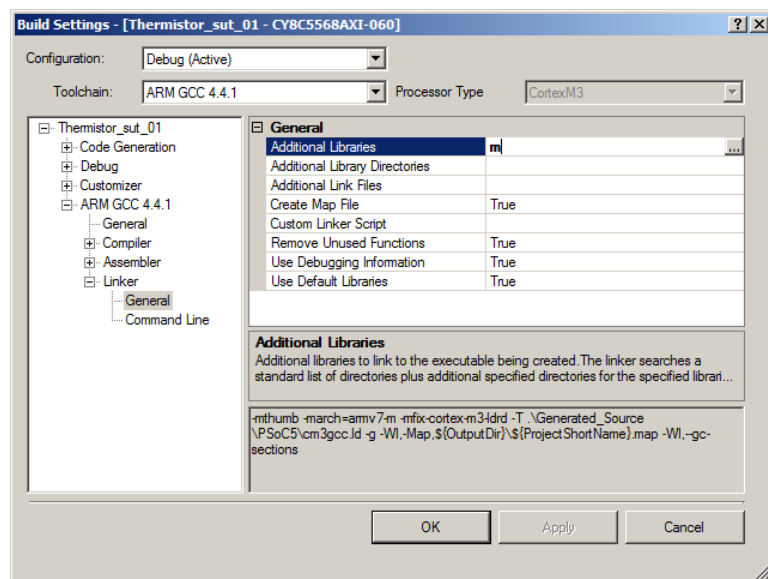 Build Settings - [Thermistor_sut_01 - CY8C5568AXI-060]
Configuration: Debug (Active)
Toolchain: ARM GCC 4.4.1 Processor Type CortexM3
Thermistor_sut_01
Code Generation
Debug
Customizer
ARM GCC 4.4.1
General
Compiler
Assembler
Linker
General
Command Line
General
Additional Libraries m ...
Additional Library Directories
Additional Link Files
Create Map File True
Custom Linker Script
Remove Unused Functions True
Use Debugging Information True
Use Default Libraries True
Additional Libraries
Additional libraries to link to the executable being created.The linker searches a
standard list of directories plus additional specified directories for the specified librari...
-mthumb -march=armv7-m -mfix-cortex-m3-ldrd -T .\Generated_Source
\PSoC5\cm3gcc.ld -g -Wl,-Map,${OutputDir}\${ProjectShortName}.map -Wl,--gc-
sections
OK Apply Cancel